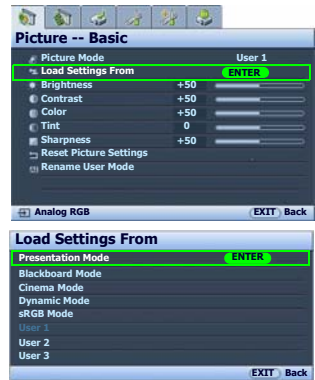 Picture -- Basic
Picture Mode User 1
Load Settings From ENTER
Brightness +50
Contrast +50
Color +50
Tint 0
Sharpness +50
Reset Picture Settings
Rename User Mode
Analog RGB EXIT Back
Load Settings From
Presentation Mode ENTER
Blackboard Mode
Cinema Mode
Dynamic Mode
sRGB Mode
User 1
User 2
User 3
EXIT Back